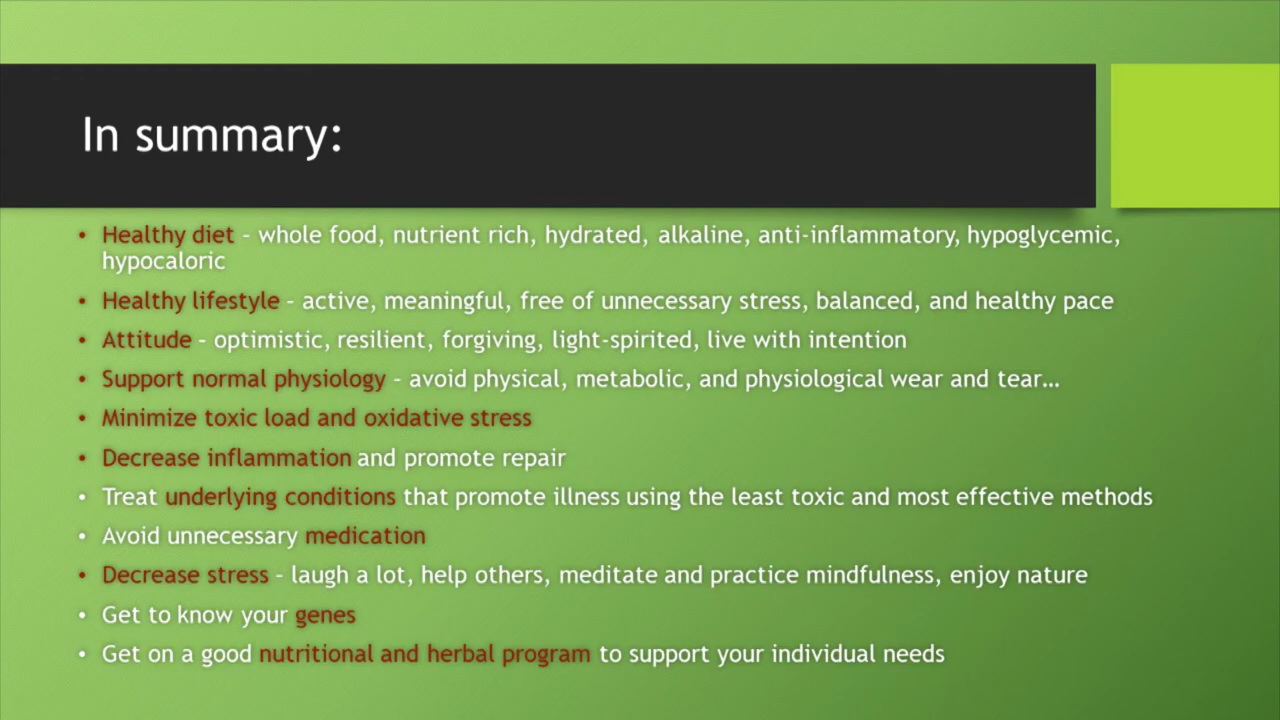 In summary:
• Healthy diet – whole food, nutrient rich, hydrated, alkaline, anti-inflammatory, hypoglycemic,
hypocaloric
• Healthy lifestyle – active, meaningful, free of unnecessary stress, balanced, and healthy pace
• Attitude – optimistic, resilient, forgiving, light-spirited, live with intention
• Support normal physiology – avoid physical, metabolic, and physiological wear and tear…
• Minimize toxic load and oxidative stress
• Decrease inflammation and promote repair
• Treat underlying conditions that promote illness using the least toxic and most effective methods
• Avoid unnecessary medication
• Decrease stress – laugh a lot, help others, meditate and practice mindfulness, enjoy nature
• Get to know your genes
• Get on a good nutritional and herbal program to support your individual needs